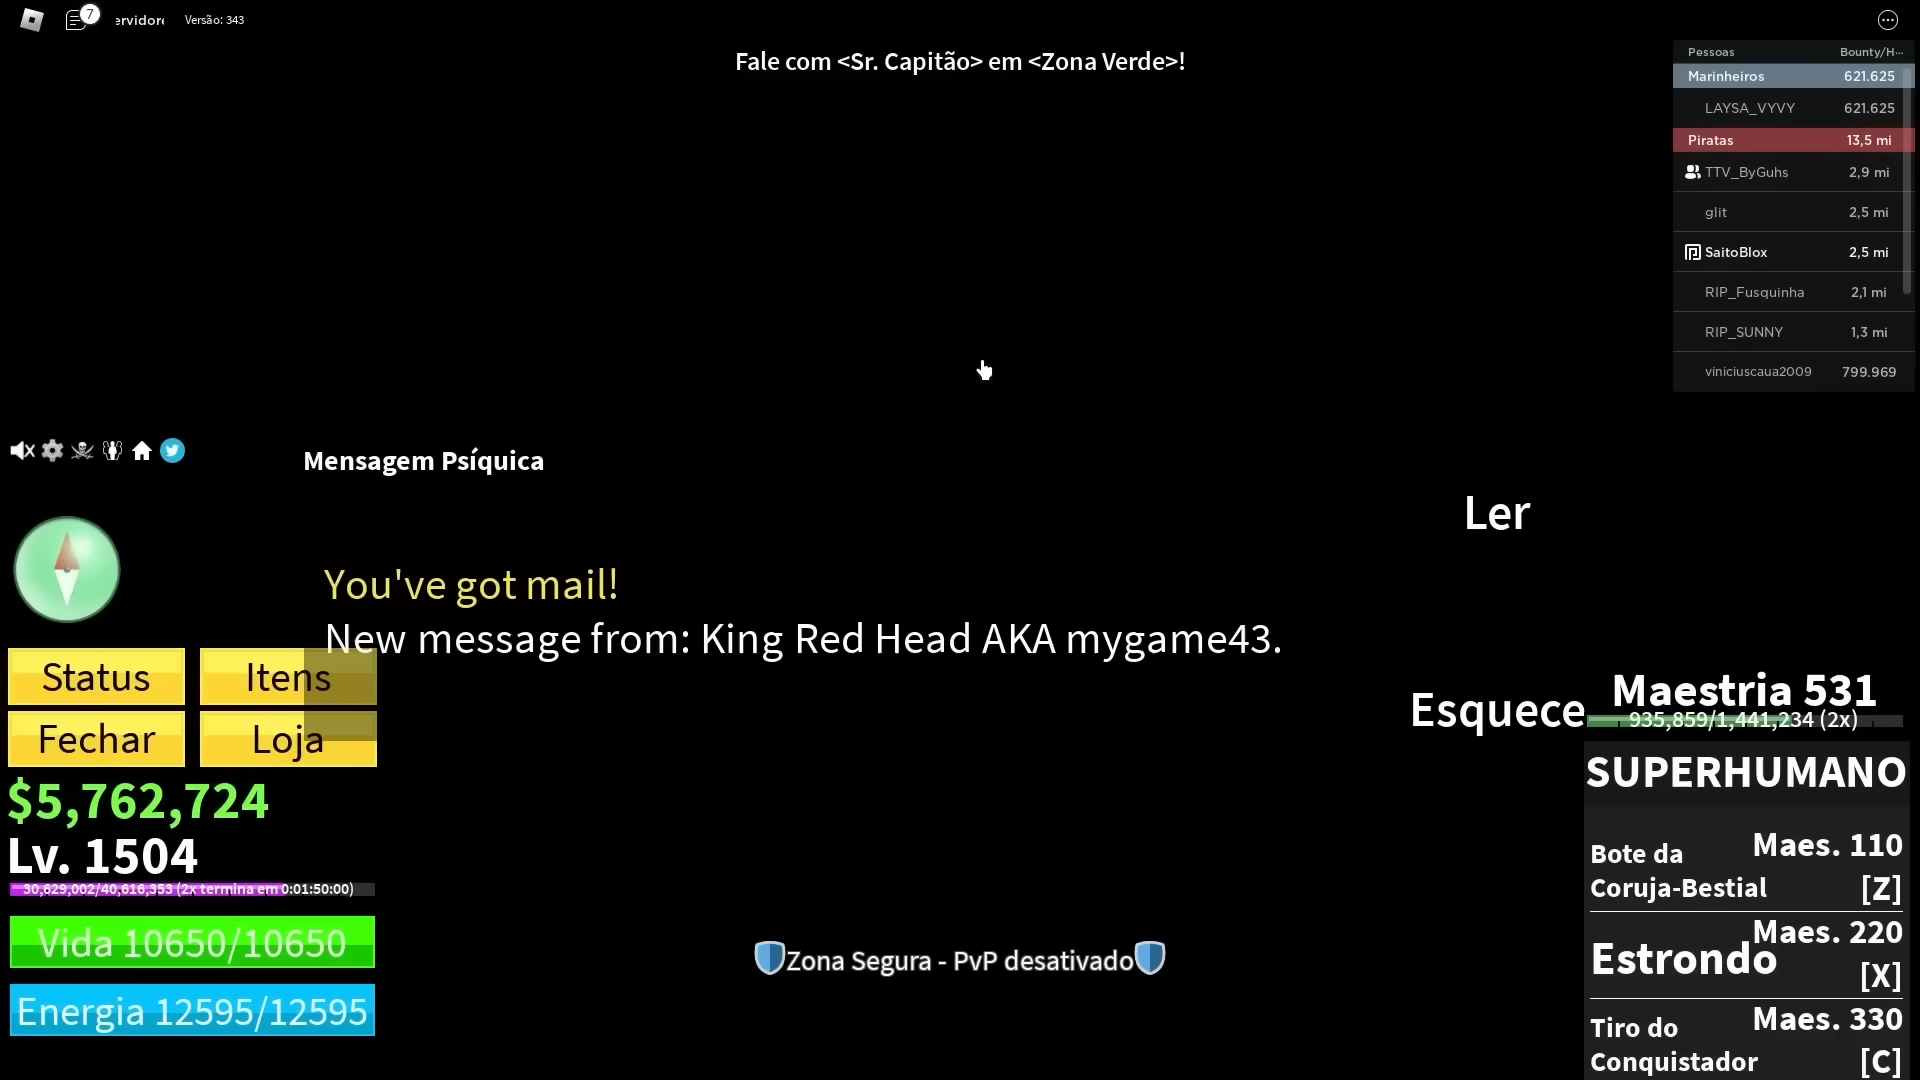 7
ervidore
Versão: 343
Fale com <Sr. Capitão> em <Zona Verde>!
Pessoas Bounty/H...
Marinheiros 621.625
LAYSA_VYVY 621.625
Piratas 13,5 mi
TTV_ByGuhs 2,9 mi
glit 2,5 mi
SaitoBlox 2,5 mi
RIP_Fusquinha 2,1 mi
RIP_SUNNY 1,3 mi
viniciuscaua2009 799.969
Mensagem Psíquica
Ler
You've got mail!
New message from: King Red Head AKA mygame43.
Esquece
Status
Itens
Fechar
Loja
$5,762,724
Lv. 1504
30,629,002/40,616,353 (2x termina em 0:01:50:00)
Vida 10650/10650
Energia 12595/12595
Zona Segura - PvP desativado
Maestria 531
935,859/1,441,234 (2x)
SUPERHUMANO
Bote da
Coruja-Bestial
Maes. 110
[Z]
Estrondo
Maes. 220
[X]
Tiro do
Conquistador
Maes. 330
[C]